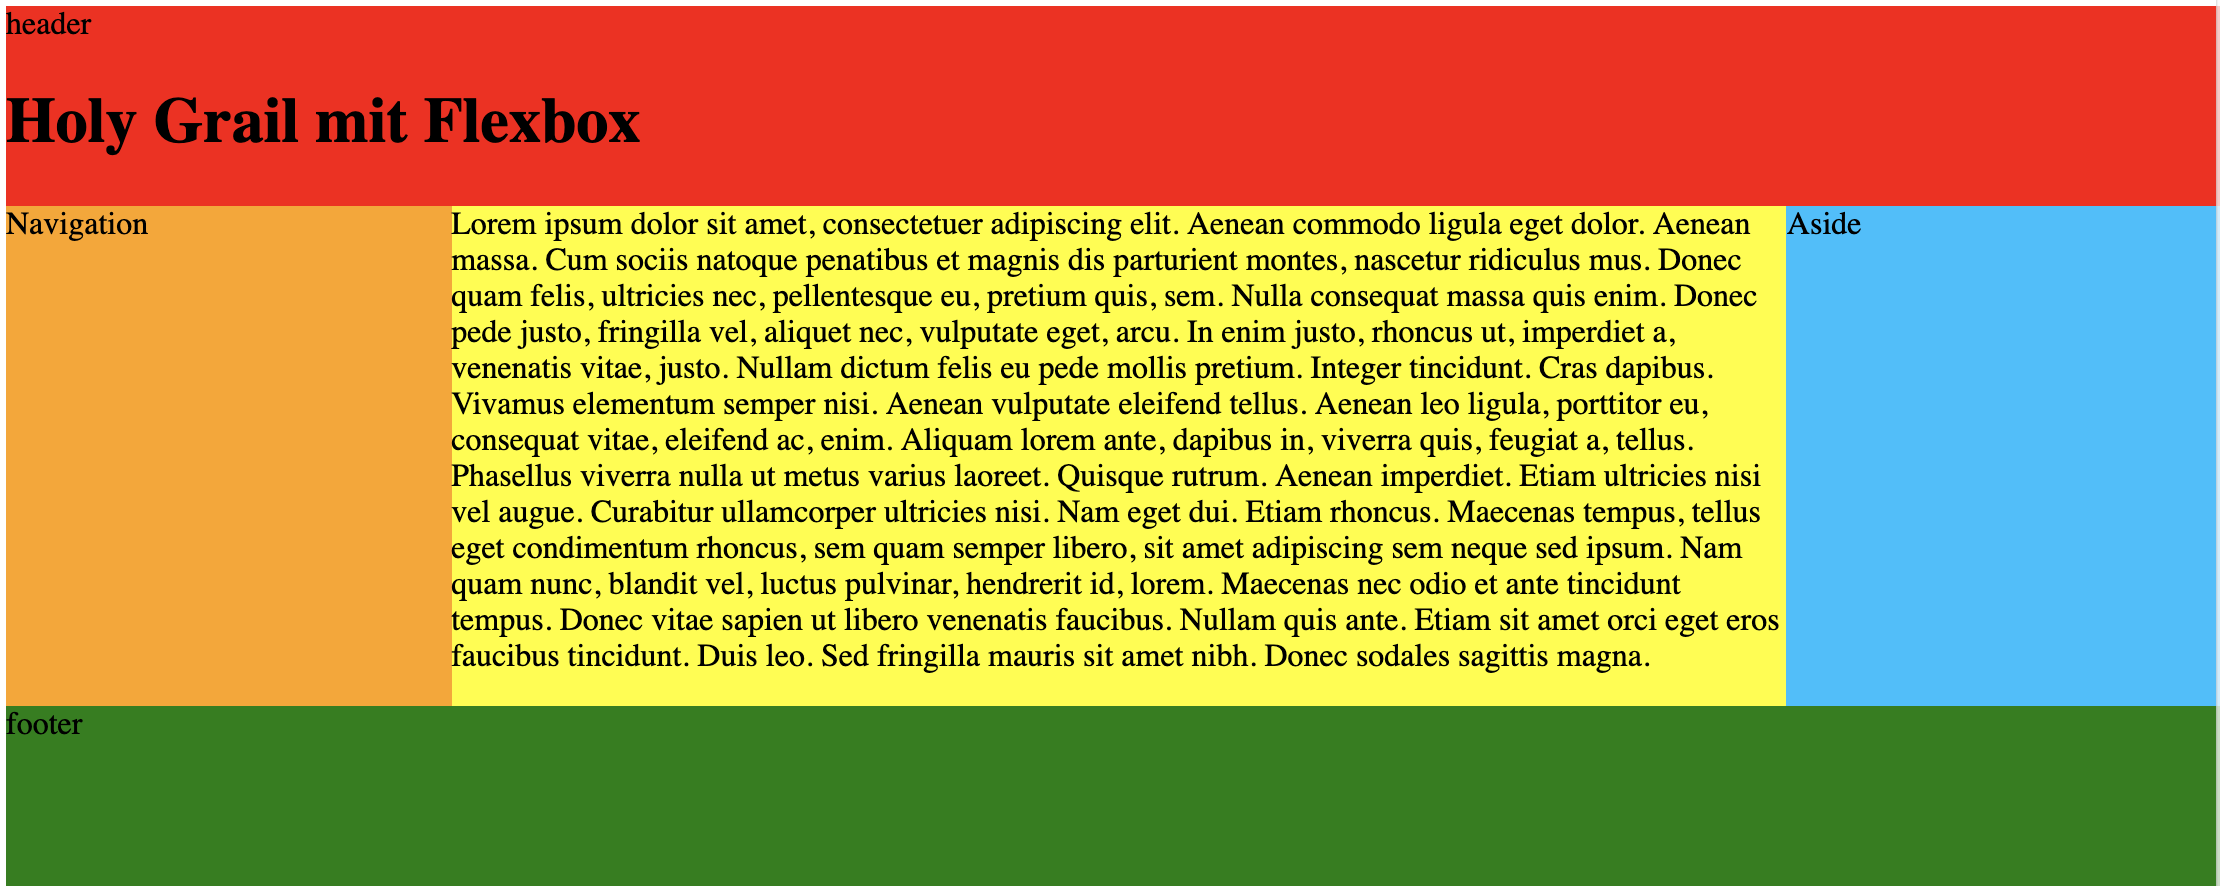 header
Holy Grail mit Flexbox
Navigation
Lorem ipsum dolor sit amet, consectetuer adipiscing elit. Aenean commodo ligula eget dolor. Aenean
massa. Cum sociis natoque penatibus et magnis dis parturient montes, nascetur ridiculus mus. Donec
quam felis, ultricies nec, pellentesque eu, pretium quis, sem. Nulla consequat massa quis enim. Donec
pede justo, fringilla vel, aliquet nec, vulputate eget, arcu. In enim justo, rhoncus ut, imperdiet a,
venenatis vitae, justo. Nullam dictum felis eu pede mollis pretium. Integer tincidunt. Cras dapibus.
Vivamus elementum semper nisi. Aenean vulputate eleifend tellus. Aenean leo ligula, porttitor eu,
consequat vitae, eleifend ac, enim. Aliquam lorem ante, dapibus in, viverra quis, feugiat a, tellus.
Phasellus viverra nulla ut metus varius laoreet. Quisque rutrum. Aenean imperdiet. Etiam ultricies nisi
vel augue. Curabitur ullamcorper ultricies nisi. Nam eget dui. Etiam rhoncus. Maecenas tempus, tellus
eget condimentum rhoncus, sem quam semper libero, sit amet adipiscing sem neque sed ipsum. Nam
quam nunc, blandit vel, luctus pulvinar, hendrerit id, lorem. Maecenas nec odio et ante tincidunt
tempus. Donec vitae sapien ut libero venenatis faucibus. Nullam quis ante. Etiam sit amet orci eget eros
faucibus tincidunt. Duis leo. Sed fringilla mauris sit amet nibh. Donec sodales sagittis magna.
Aside
footer